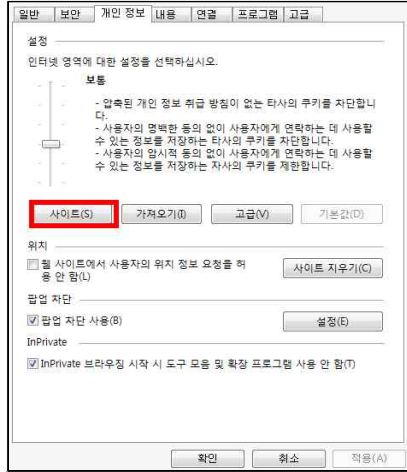 일반 보안 개인 정보 내용 연결 프로그램 고급
설정
인터넷 영역에 대한 설정을 선택하십시오.
보통
- 압축된 개인 정보 취급 방침이 없는 타사의 쿠키를 차단합니
다.
- 사용자의 명백한 동의 없이 사용자에게 연락하는 데 사용할
수 있는 정보를 저장하는 타사의 쿠키를 차단합니다.
- 사용자의 암시적 동의 없이 사용자에게 연락하는 데 사용할
수 있는 정보를 저장하는 자사의 쿠키를 제한합니다.
사이트(S) 가져오기(I) 고급(V) 기본값(D)
위치
웹 사이트에서 사용자의 위치 정보 요청를 허
용 안 함(L)
사이트 지우기(C)
팝업 차단
팝업 차단 사용(B) 설정(E)
InPrivate
InPrivate 브라우징 시작 시 도구 모음 및 확장 프로그램 사용 안 함(T)
확인 취소 적용(A)